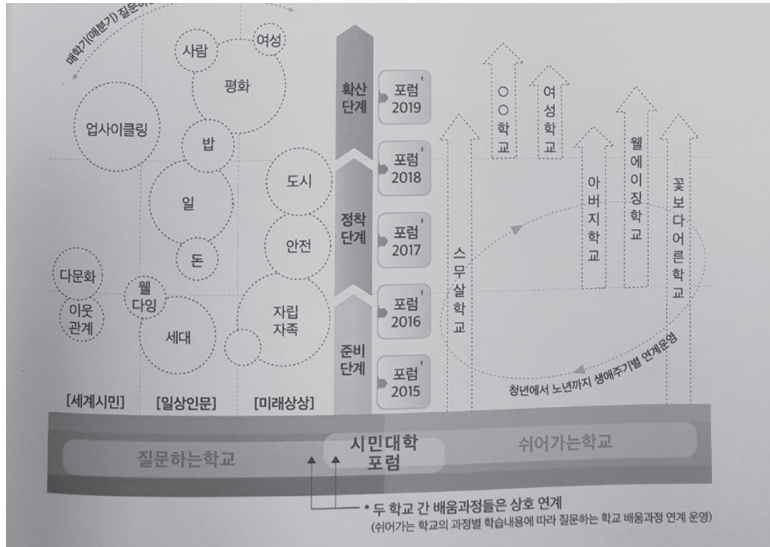 매학기(매분기) 질문하는
사람
여성
평화
업사이클링
밥
일
도시
돈
안전
다문화
이웃
관계
웰
다잉
세대
자립
자족
[세계시민]
[일상인문]
[미래상상]
확산
단계
정착
단계
준비
단계
포럼'
2019
포럼'
2018
포럼'
2017
포럼'
2016
포럼'
2015
스무살학교
○○학교
여성학교
아버지학교
웰에이징학교
꽃보다어른학교
청년에서 노년까지 생애주기별 연계운영
질문하는학교
시민대학
포럼
쉬어가는학교
• 두 학교 간 배움과정들은 상호 연계
(쉬어가는 학교의 과정별 학습내용에 따라 질문하는 학교 배움과정 연계 운영)